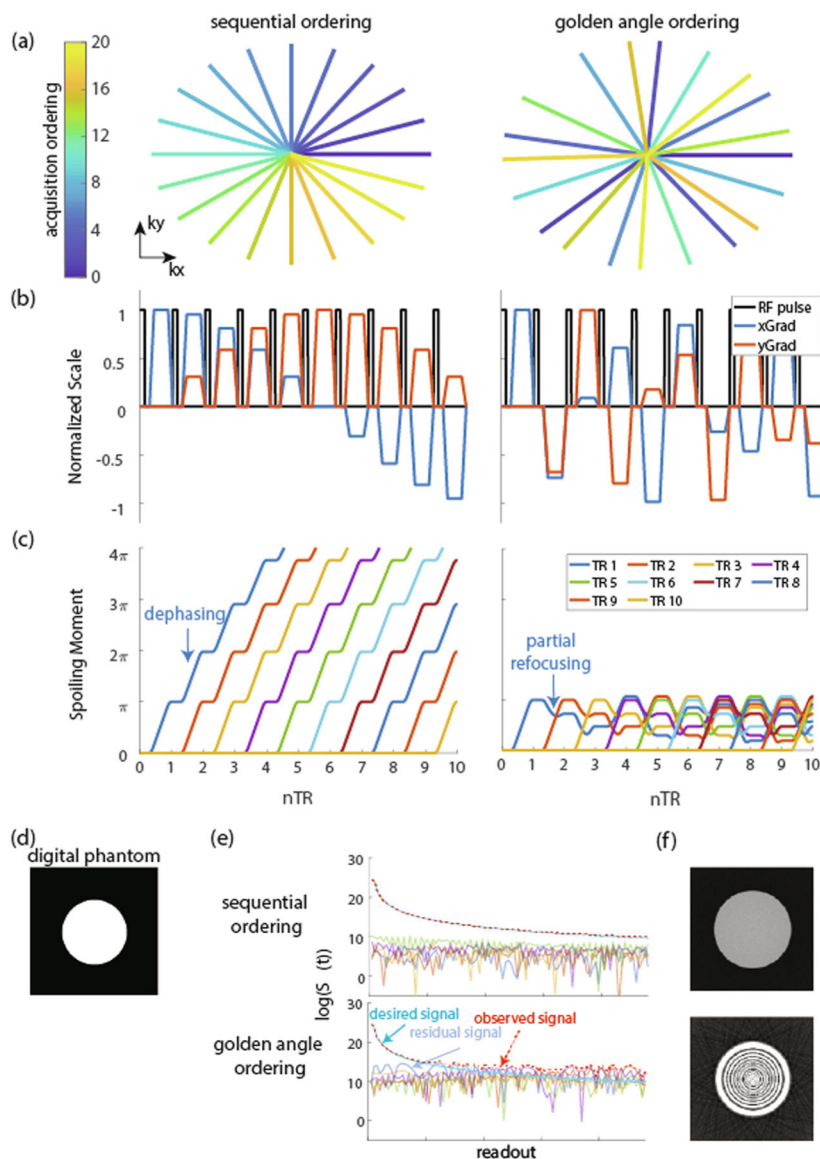 sequential ordering
golden angle ordering
(a)
20
16
12
8
4
0
acquisition ordering
ky
kx
(b)
1
0.5
0
-0.5
-1
Normalized Scale
RF pulse
xGrad
yGrad
(c)
4π
3π
2π
π
0
Spoiling Moment
dephasing
0 1 2 3 4 5 6 7 8 9 10
nTR
TR 1 TR 2 TR 3 TR 4
TR 5 TR 6 TR 7 TR 8
TR 9 TR 10
partial
refocusing
0 1 2 3 4 5 6 7 8 9 10
nTR
(d)
digital phantom
(e)
sequential
ordering
30
20
10
0
log(S (t))
golden angle
ordering
30
20
10
0
desired signal
observed signal
residual signal
readout
(f)